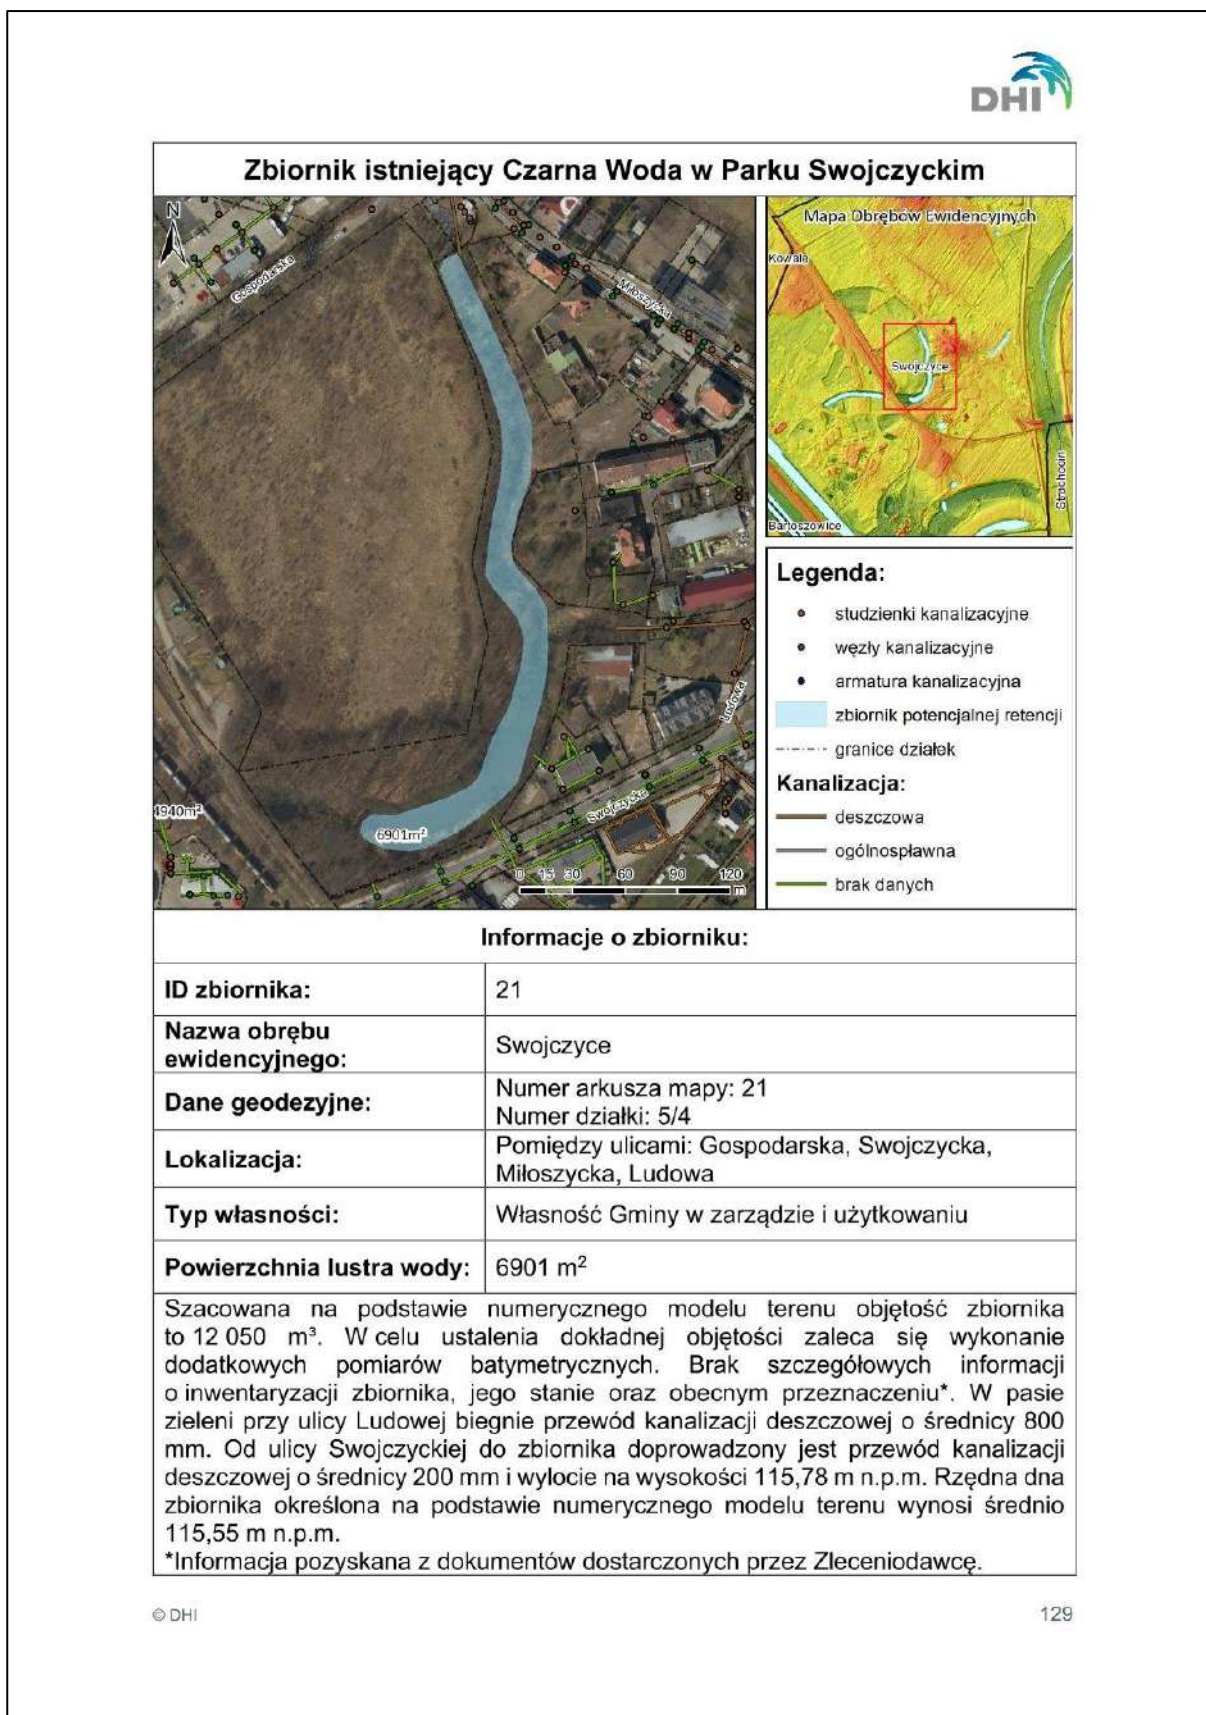 DHI
Zbiornik istniejący Czarna Woda w Parku Swojczyckim
N
Gospodarska
Miłoszycka
Ludowa
Swojczycka
4940m²
6901m²
0 15 30 60 90 120
m
Mapa Obrębów Ewidencyjnych
Kowale
Swojczyce
Strachocin
Bartoszowice
Legenda:
studzienki kanalizacyjne
węzły kanalizacyjne
armatura kanalizacyjna
zbiornik potencjalnej retencji
granice działek
Kanalizacja:
deszczowa
ogólnospławna
brak danych
Informacje o zbiorniku:
ID zbiornika: 21
Nazwa obrębu
ewidencyjnego: Swojczyce
Dane geodezyjne: Numer arkusza mapy: 21
Numer działki: 5/4
Lokalizacja: Pomiędzy ulicami: Gospodarska, Swojczycka,
Miłoszycka, Ludowa
Typ własności: Własność Gminy w zarządzie i użytkowaniu
Powierzchnia lustra wody: 6901 m²
Szacowana na podstawie numerycznego modelu terenu objętość zbiornika
to 12 050 m³. W celu ustalenia dokładnej objętości zaleca się wykonanie
dodatkowych pomiarów batymetrycznych. Brak szczegółowych informacji
o inwentaryzacji zbiornika, jego stanie oraz obecnym przeznaczeniu*. W pasie
zieleni przy ulicy Ludowej biegnie przewód kanalizacji deszczowej o średnicy 800
mm. Od ulicy Swojczyckiej do zbiornika doprowadzony jest przewód kanalizacji
deszczowej o średnicy 200 mm i wylocie na wysokości 115,78 m n.p.m. Rzędna dna
zbiornika określona na podstawie numerycznego modelu terenu wynosi średnio
115,55 m n.p.m.
*Informacja pozyskana z dokumentów dostarczonych przez Zleceniodawcę.
© DHI
129